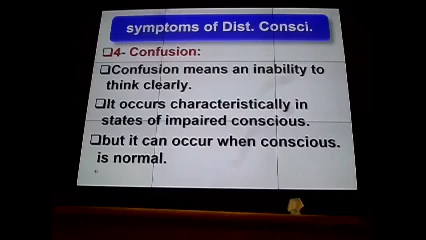 symptoms of Dist. Consci.
❑4- Confusion:
❑Confusion means an inability to
think clearly.
❑It occurs characteristically in
states of impaired conscious.
❑but it can occur when conscious.
is normal.